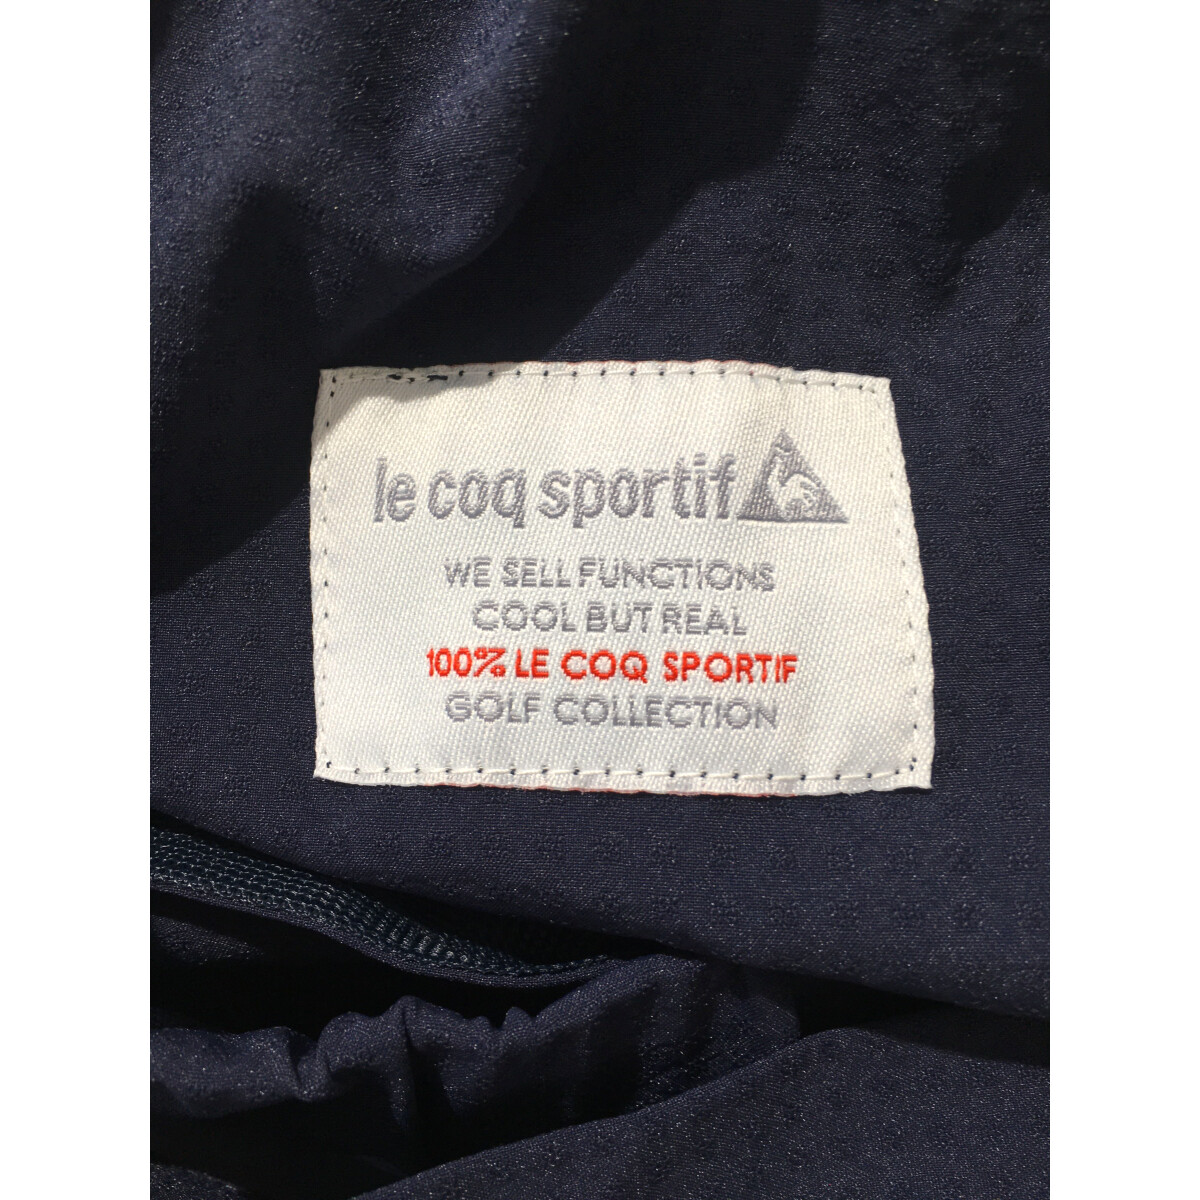 le coq sportif
WE SELL FUNCTIONS
COOL BUT REAL
100% LE COQ SPORTIF
GOLF COLLECTION